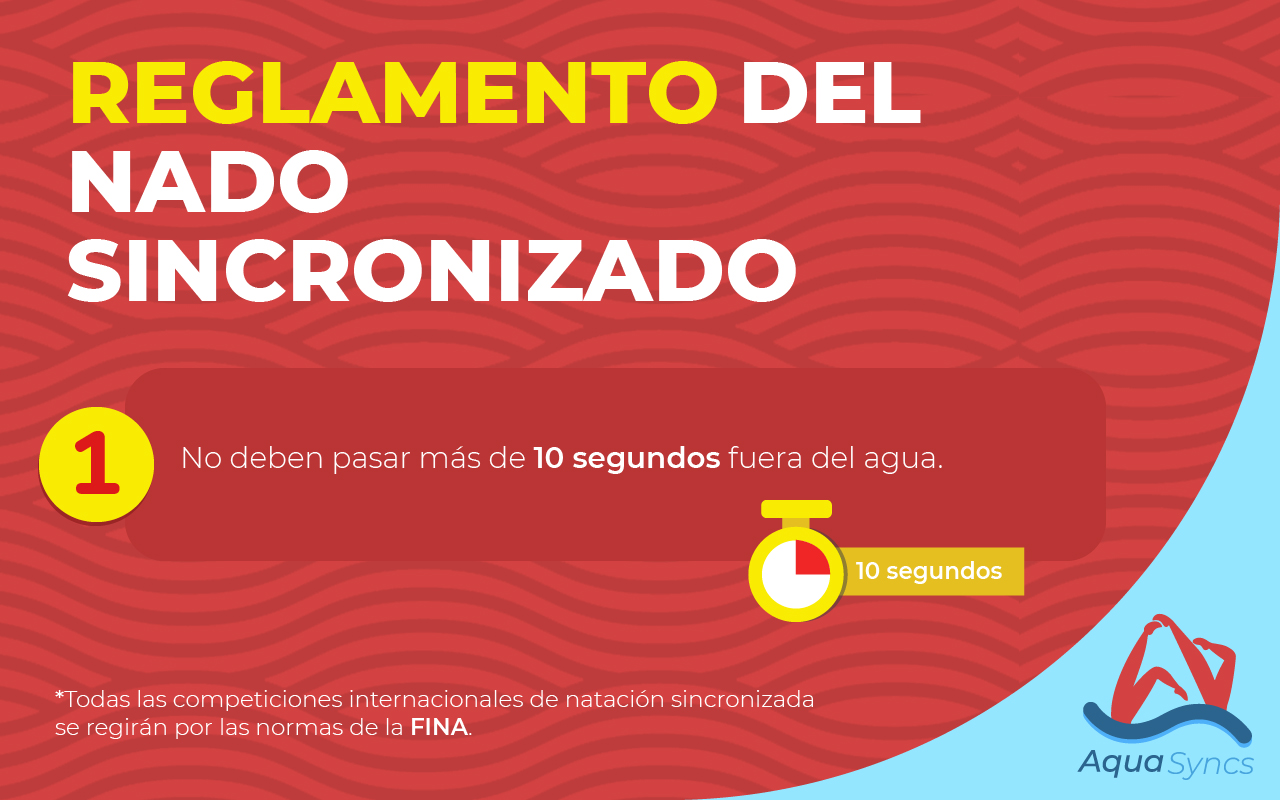 REGLAMENTO DEL
NADO
SINCRONIZADO
1
No deben pasar más de 10 segundos fuera del agua.
10 segundos
*Todas las competiciones internacionales de natación sincronizada
se regirán por las normas de la FINA.
Aqua Syncs